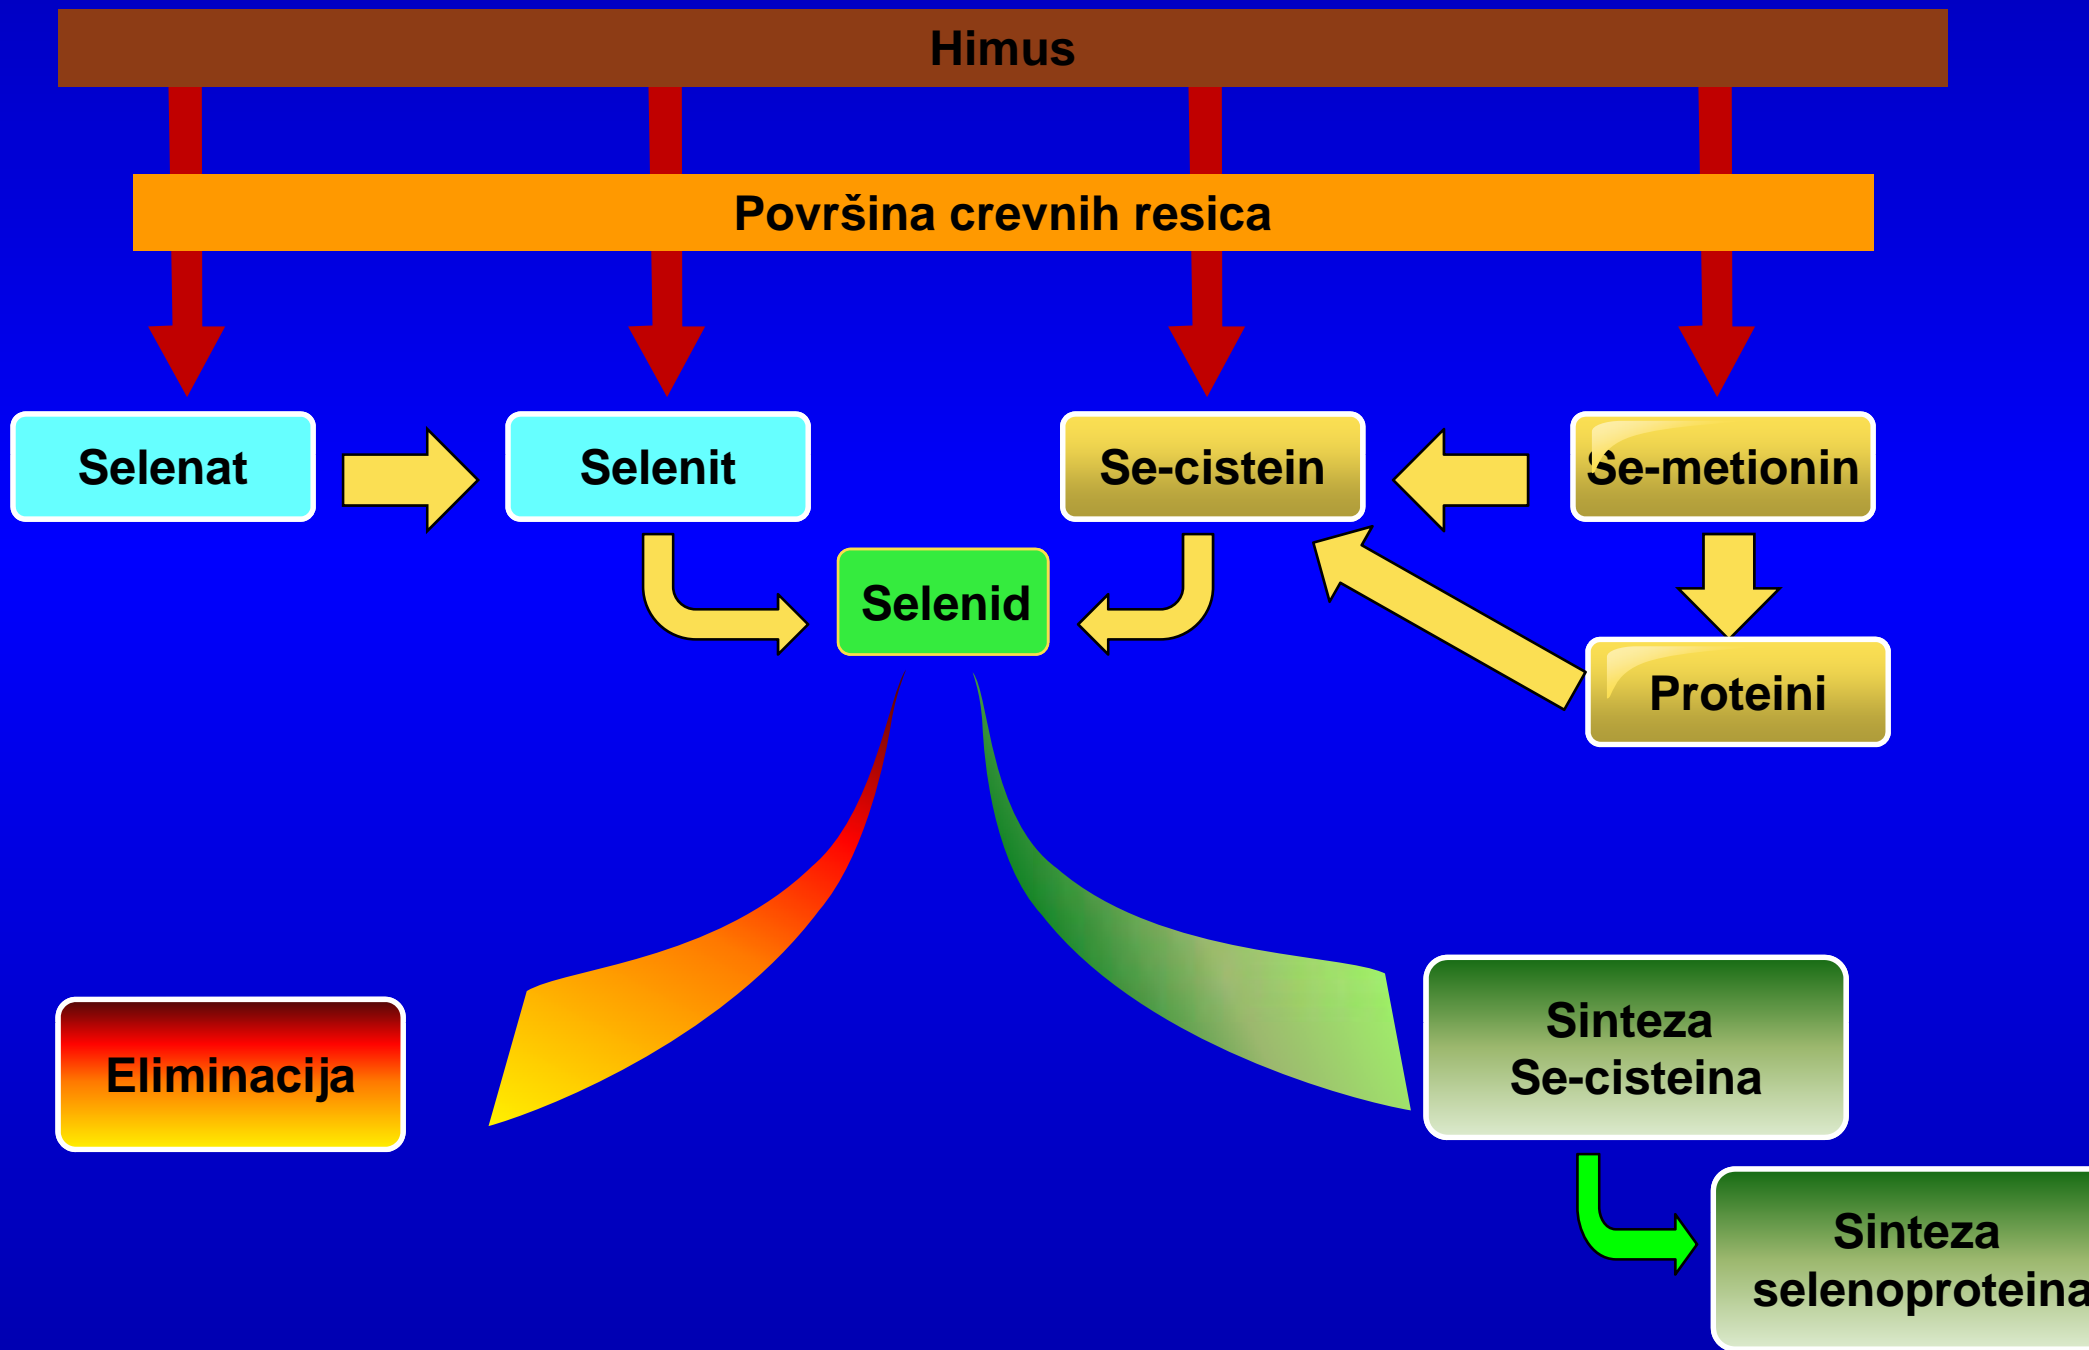 Himus
Površina crevnih resica
Selenat
Selenit
Se-cistein
Se-metionin
Selenid
Proteini
Eliminacija
Sinteza
Se-cisteina
Sinteza
selenoproteina